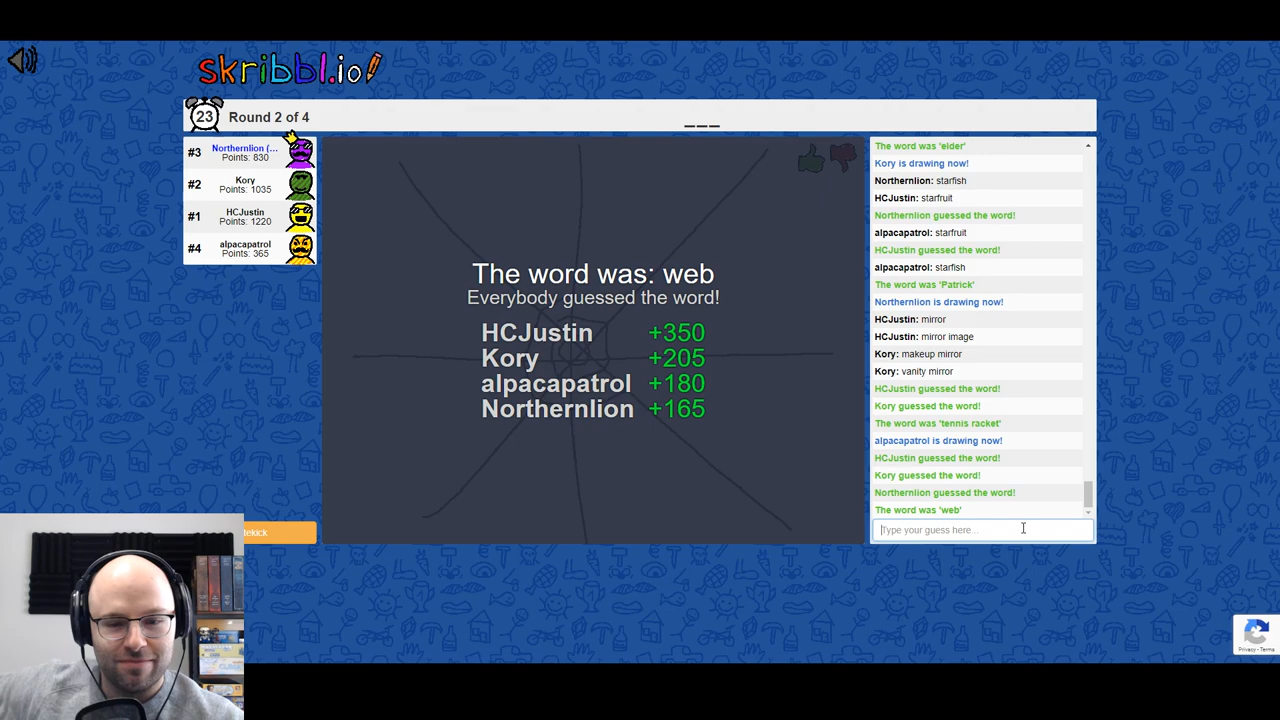 skribbl.io
23
Round 2 of 4
___
#3
Northernlion (...
Points: 830
#2
Kory
Points: 1035
#1
HCJustin
Points: 1220
#4
alpacapatrol
Points: 365
The word was: web
Everybody guessed the word!
HCJustin +350
Kory +205
alpacapatrol +180
Northernlion +165
The word was 'elder'
Kory is drawing now!
Northernlion: starfish
HCJustin: starfruit
Northernlion guessed the word!
alpacapatrol: starfruit
HCJustin guessed the word!
alpacapatrol: starfish
The word was 'Patrick'
Northernlion is drawing now!
HCJustin: mirror
HCJustin: mirror image
Kory: makeup mirror
Kory: vanity mirror
HCJustin guessed the word!
Kory guessed the word!
The word was 'tennis racket'
alpacapatrol is drawing now!
HCJustin guessed the word!
Kory guessed the word!
Northernlion guessed the word!
The word was 'web'
Type your guess here...
Privacy - Terms